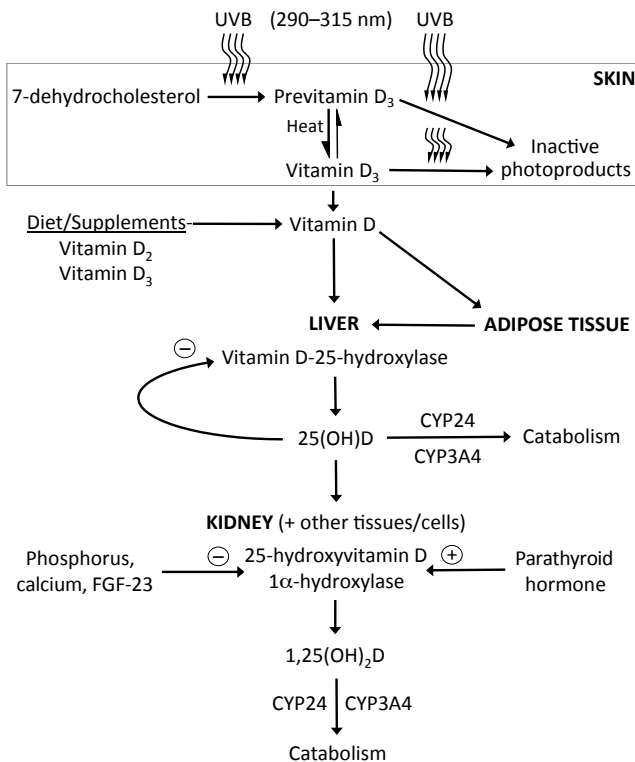 UVB (290–315 nm) UVB
SKIN
7-dehydrocholesterol Previtamin D₃
Heat
Inactive
photoproducts
Vitamin D₃
Diet/Supplements-
Vitamin D₂
Vitamin D₃
Vitamin D
LIVER ADIPOSE TISSUE
−
Vitamin D-25-hydroxylase
25(OH)D
CYP24
CYP3A4
Catabolism
KIDNEY (+ other tissues/cells)
Phosphorus,
calcium, FGF-23
−
25-hydroxyvitamin D
1α-hydroxylase
+
Parathyroid
hormone
1,25(OH)₂D
CYP24 CYP3A4
Catabolism